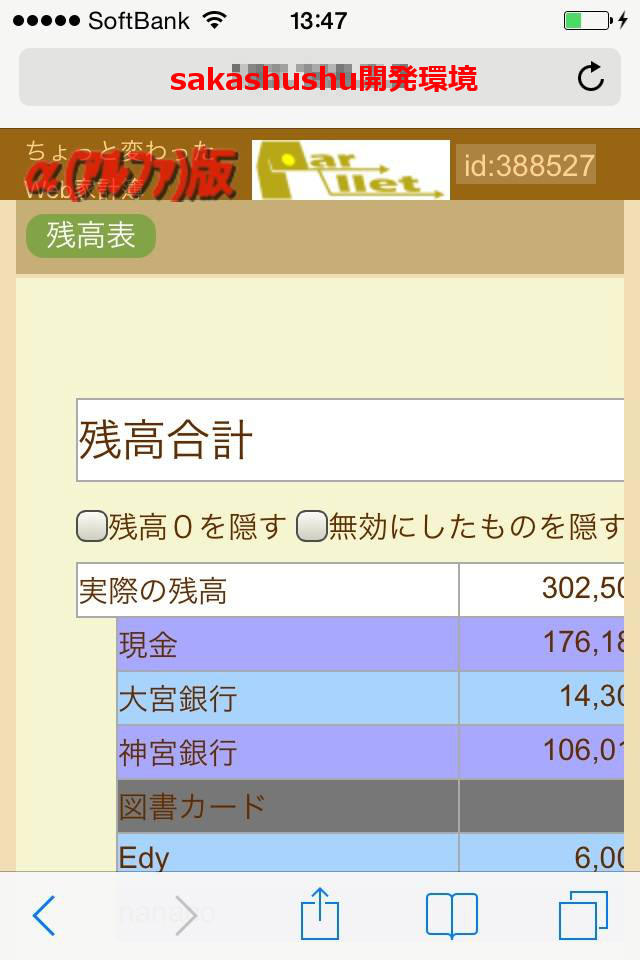 SoftBank 13:47
sakashushu開発環境
ちょっと変わった
Web家計簿
α(アルファ)版
Parllet
id:388527
残高表
残高合計
残高０を隠す 無効にしたものを隠す
実際の残高 302,50
現金 176,18
大宮銀行 14,30
神宮銀行 106,01
図書カード
Edy 6,00
nanaco